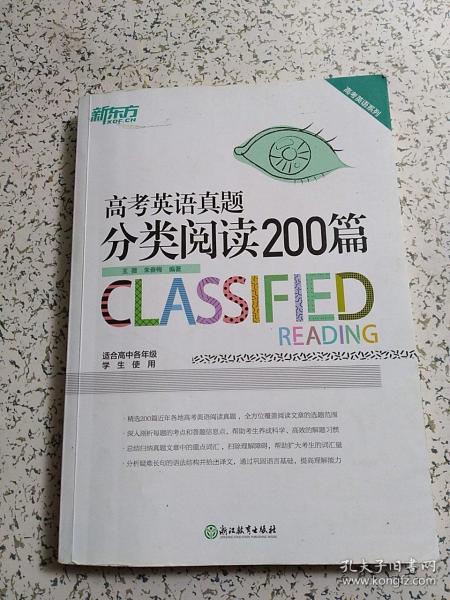 新东方
XDF.CN
高考英语系列
高考英语真题
分类阅读200篇
王薇 朱春梅 编著
CLASSIFIED
READING
适合高中各年级
学生使用
·精选200篇近年各地高考英语阅读真题，全方位覆盖阅读文章的选题范围
·深入剖析每题的考点和答题信息点，帮助考生养成科学、高效的解题习惯
·总结归纳真题文章中的重点词汇，扫除理解障碍，帮助扩大考生的词汇量
·分析疑难长句的语法结构并给出译文，通过巩固语言基础，提高理解能力
浙江教育出版社
孔夫子旧书网
kongfz.com